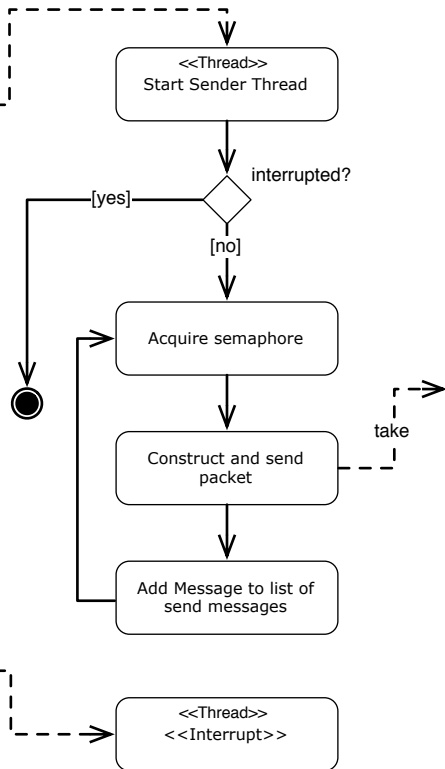 <<Thread>>
Start Sender Thread
interrupted?
[yes]
[no]
Acquire semaphore
take
Construct and send
packet
Add Message to list of
send messages
<<Thread>>
<<Interrupt>>